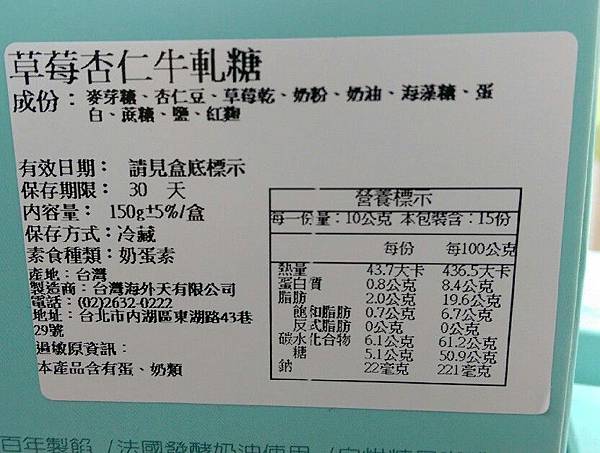 草莓杏仁牛軋糖
成份：麥芽糖、杏仁豆、草莓乾、奶粉、奶油、海藻糖、蛋
白、蔗糖、鹽、紅麴
有效日期： 請見盒底標示
保存期限： 30 天
內容量： 150g±5%/盒
保存方式：冷藏
素食種類：奶蛋素
產地：台灣
製造商：台灣海外天有限公司
電話：(02)2632-0222
地址：台北市內湖區東湖路43巷
29號
過敏原資訊：
本產品含有蛋、奶類
營養標示
每一份量：10公克 本包裝含：15份
每份 每100公克
熱量 43.7大卡 436.5大卡
蛋白質 0.8公克 8.4公克
脂肪 2.0公克 19.6公克
飽和脂肪 0.7公克 6.7公克
反式脂肪 0公克 0公克
碳水化合物 6.1公克 61.2公克
糖 5.1公克 50.9公克
鈉 22毫克 221毫克
百年製餡 /法國發酵奶油使用 /